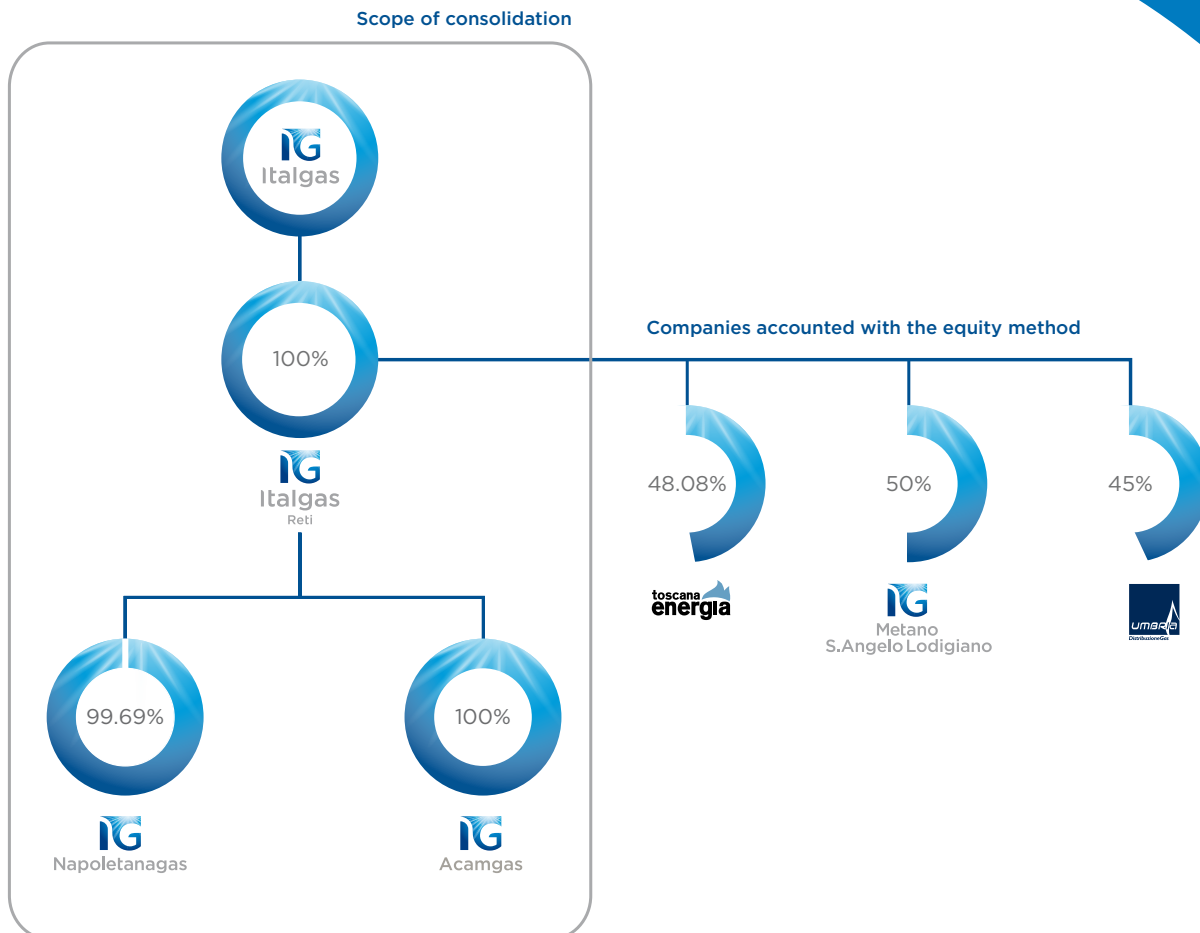 Scope of consolidation
IG
Italgas
100%
IG
Italgas
Reti
Companies accounted with the equity method
48.08%
50%
45%
toscana
energia
IG
Metano
S.Angelo Lodigiano
UMBRIA
DistribuzioneGas
99.69%
100%
IG
Napoletanagas
IG
Acamgas